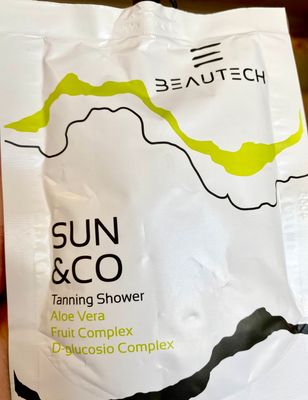 BEAUTECH
SUN
&CO
Tanning Shower
Aloe Vera
Fruit Complex
D-glucosio Complex